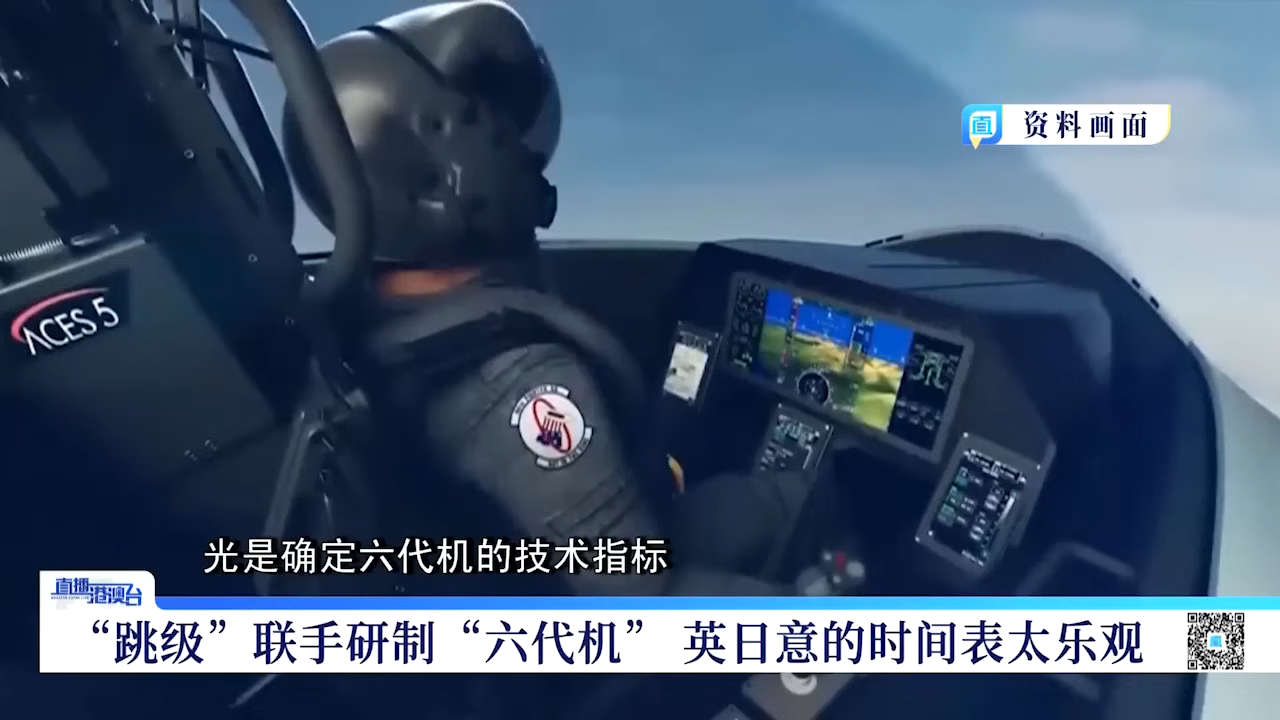 直
资料画面
ACES 5
光是确定六代机的技术指标
直播港澳台
“跳级”联手研制“六代机” 英日意的时间表太乐观